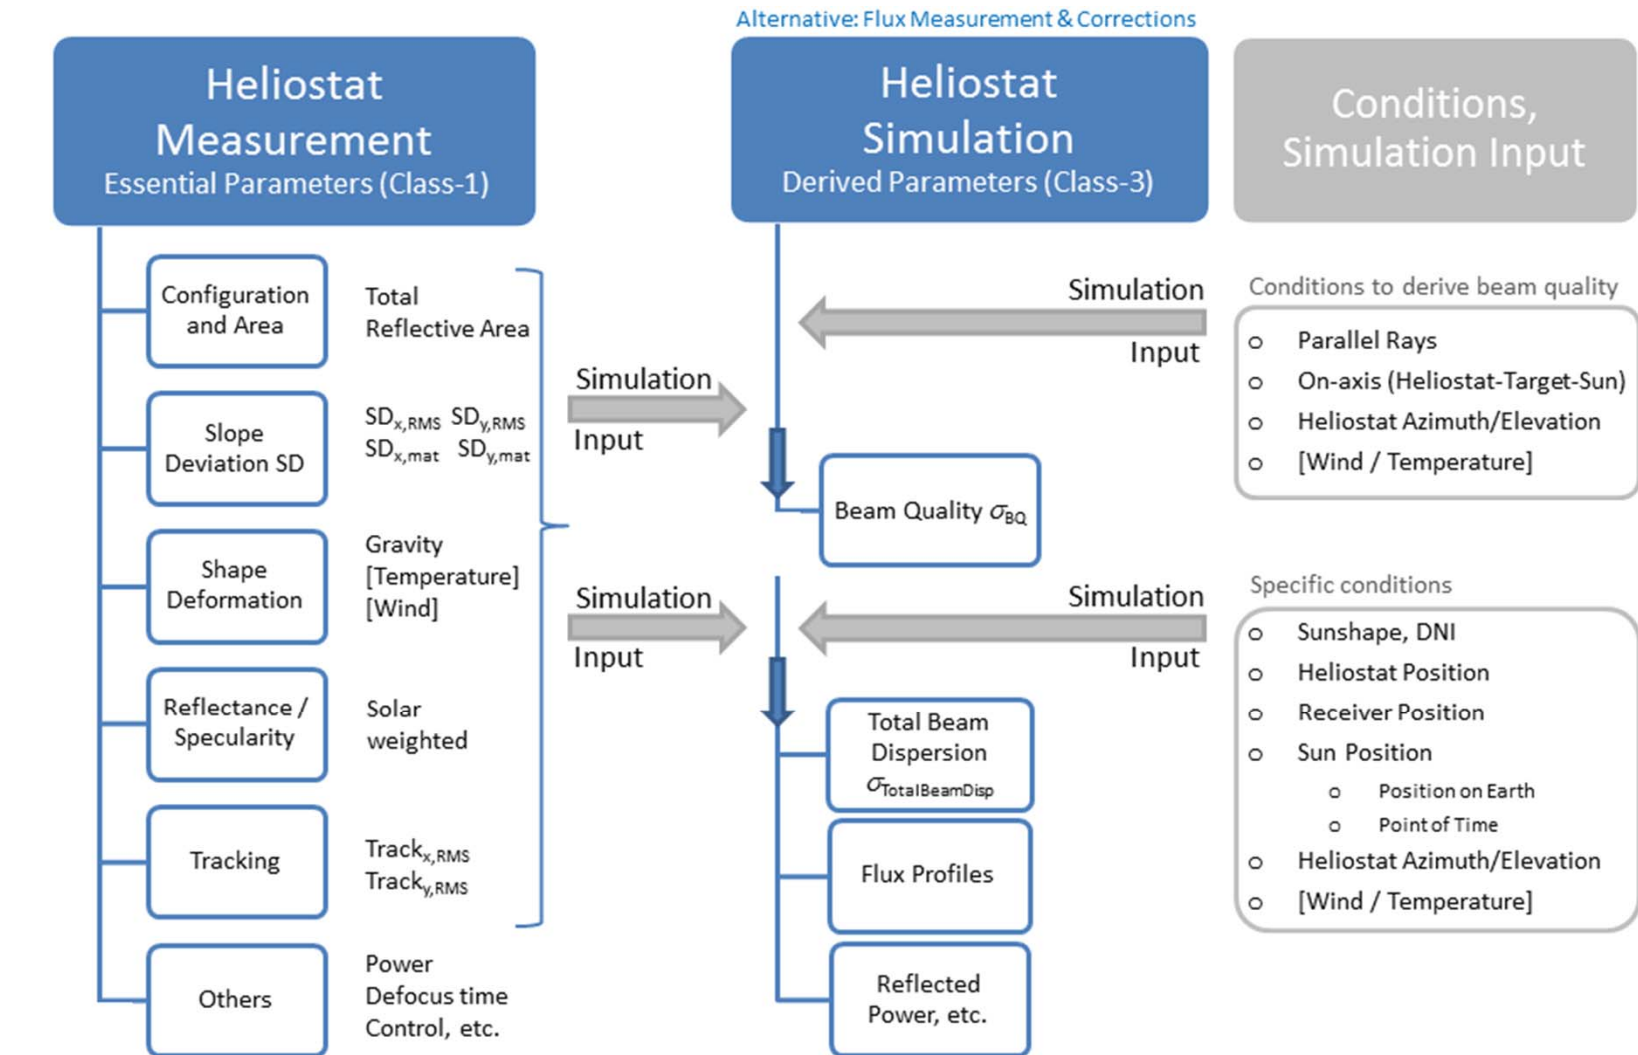 Alternative: Flux Measurement & Corrections
Heliostat
Measurement
Essential Parameters (Class-1)
Heliostat
Simulation
Derived Parameters (Class-3)
Conditions,
Simulation Input
Configuration
and Area
Total
Reflective Area
Slope
Deviation SD
SDx,RMS SDy,RMS
SDx,mat SDy,mat
Shape
Deformation
Gravity
[Temperature]
[Wind]
Reflectance /
Specularity
Solar
weighted
Tracking
Trackx,RMS
Tracky,RMS
Others
Power
Defocus time
Control, etc.
Simulation
Input
Simulation
Input
Simulation
Input
Beam Quality σBQ
Simulation
Input
Total Beam
Dispersion
σTotalBeamDisp
Flux Profiles
Reflected
Power, etc.
Conditions to derive beam quality
o Parallel Rays
o On-axis (Heliostat-Target-Sun)
o Heliostat Azimuth/Elevation
o [Wind / Temperature]
Specific conditions
o Sunshape, DNI
o Heliostat Position
o Receiver Position
o Sun Position
o Position on Earth
o Point of Time
o Heliostat Azimuth/Elevation
o [Wind / Temperature]